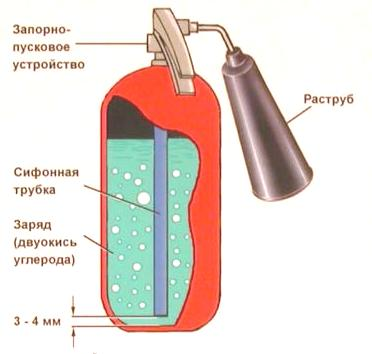 Запорно-
пусковое
устройство
Раструб
Сифонная
трубка
Заряд
(двуокись
углерода)
3 - 4 мм